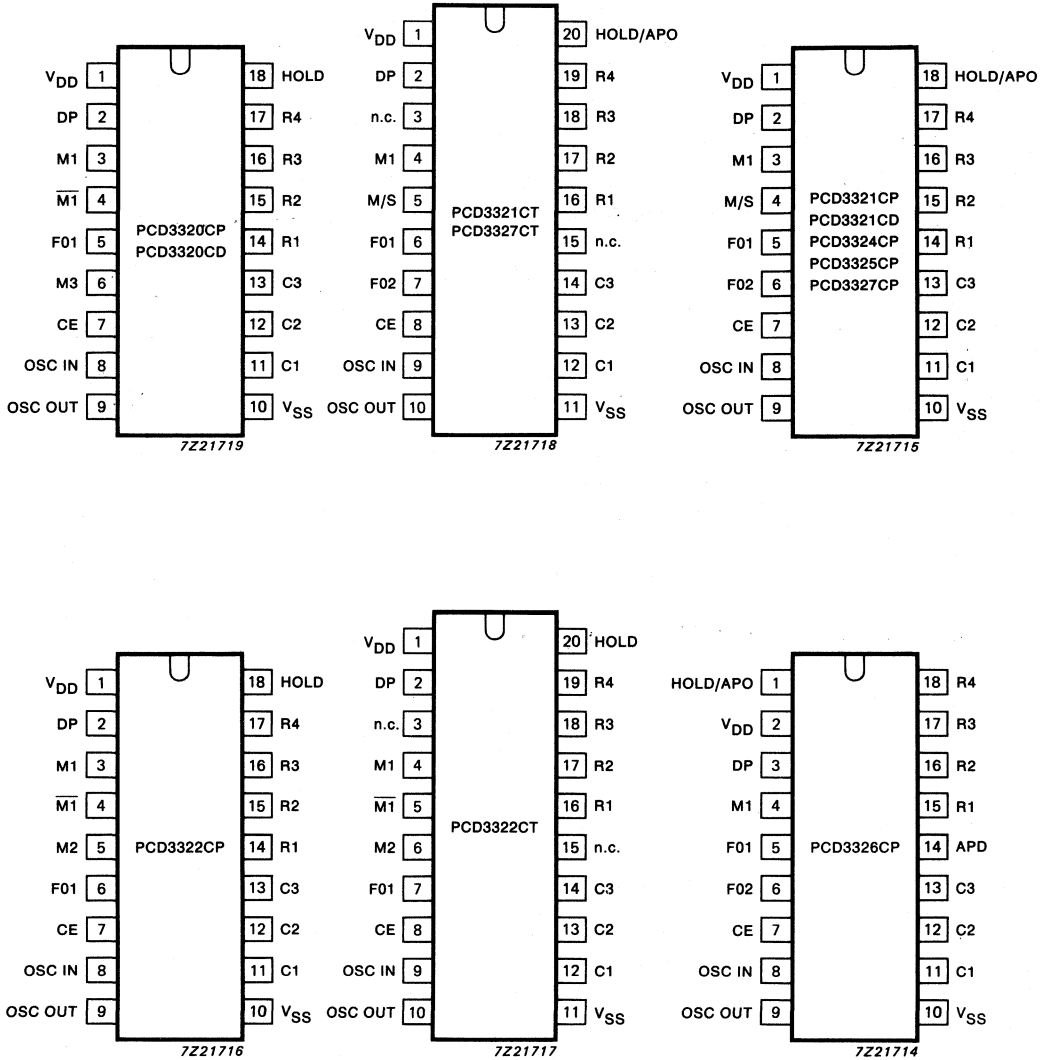 VDD 1 18 HOLD
DP 2 17 R4
M1 3 16 R3
M̅1̅ 4 15 R2
PCD3320CP
PCD3320CD
F01 5 14 R1
M3 6 13 C3
CE 7 12 C2
OSC IN 8 11 C1
OSC OUT 9 10 VSS
7Z21719
VDD 1 20 HOLD/APO
DP 2 19 R4
n.c. 3 18 R3
M1 4 17 R2
M/S 5 16 R1
PCD3321CT
PCD3327CT
F01 6 15 n.c.
F02 7 14 C3
CE 8 13 C2
OSC IN 9 12 C1
OSC OUT 10 11 VSS
7Z21718
VDD 1 18 HOLD/APO
DP 2 17 R4
M1 3 16 R3
M/S 4 15 R2
PCD3321CP
PCD3321CD
PCD3324CP
PCD3325CP
PCD3327CP
F01 5 14 R1
F02 6 13 C3
CE 7 12 C2
OSC IN 8 11 C1
OSC OUT 9 10 VSS
7Z21715
VDD 1 18 HOLD
DP 2 17 R4
M1 3 16 R3
M̅1̅ 4 15 R2
M2 5 PCD3322CP 14 R1
F01 6 13 C3
CE 7 12 C2
OSC IN 8 11 C1
OSC OUT 9 10 VSS
7Z21716
VDD 1 20 HOLD
DP 2 19 R4
n.c. 3 18 R3
M1 4 17 R2
M̅1̅ 5 16 R1
PCD3322CT
M2 6 15 n.c.
F01 7 14 C3
CE 8 13 C2
OSC IN 9 12 C1
OSC OUT 10 11 VSS
7Z21717
HOLD/APO 1 18 R4
VDD 2 17 R3
DP 3 16 R2
M1 4 15 R1
F01 5 PCD3326CP 14 APD
F02 6 13 C3
CE 7 12 C2
OSC IN 8 11 C1
OSC OUT 9 10 VSS
7Z21714